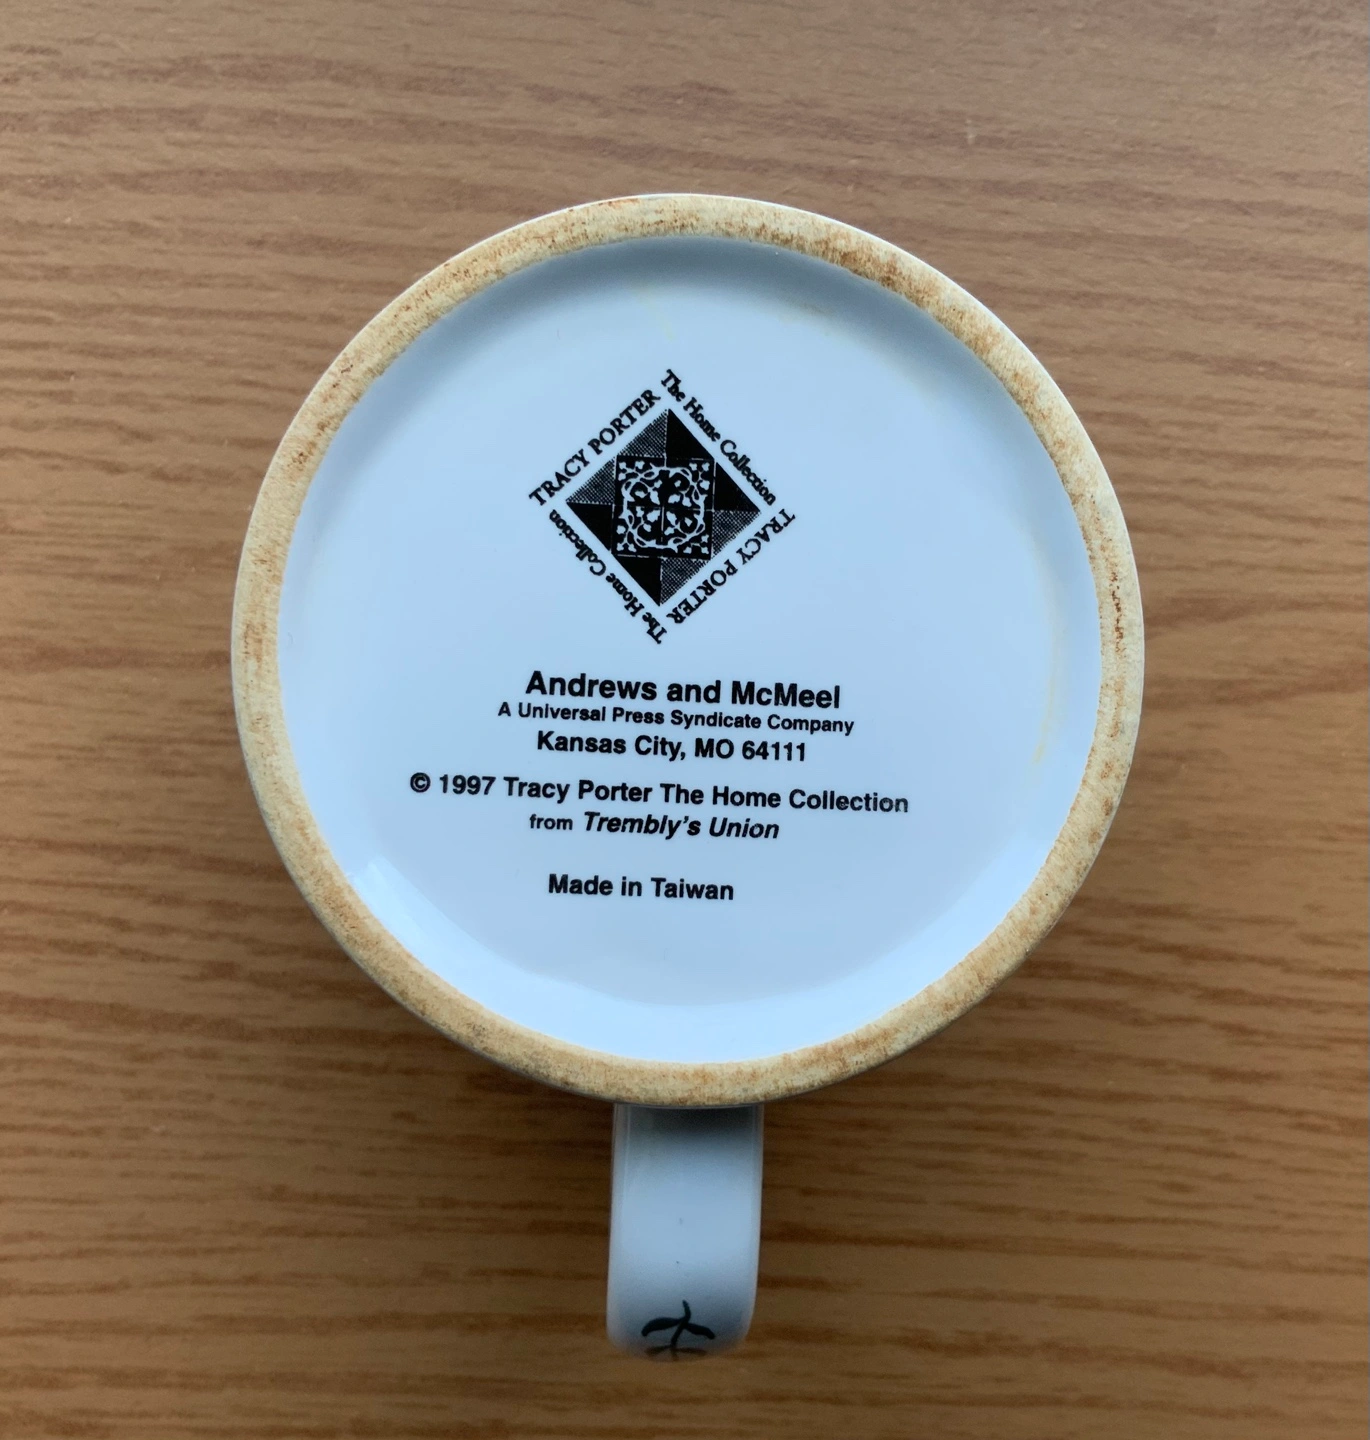 TRACY PORTER
The Home Collection
TRACY PORTER
The Home Collection
Andrews and McMeel
A Universal Press Syndicate Company
Kansas City, MO 64111
© 1997 Tracy Porter The Home Collection
from Trembly's Union
Made in Taiwan